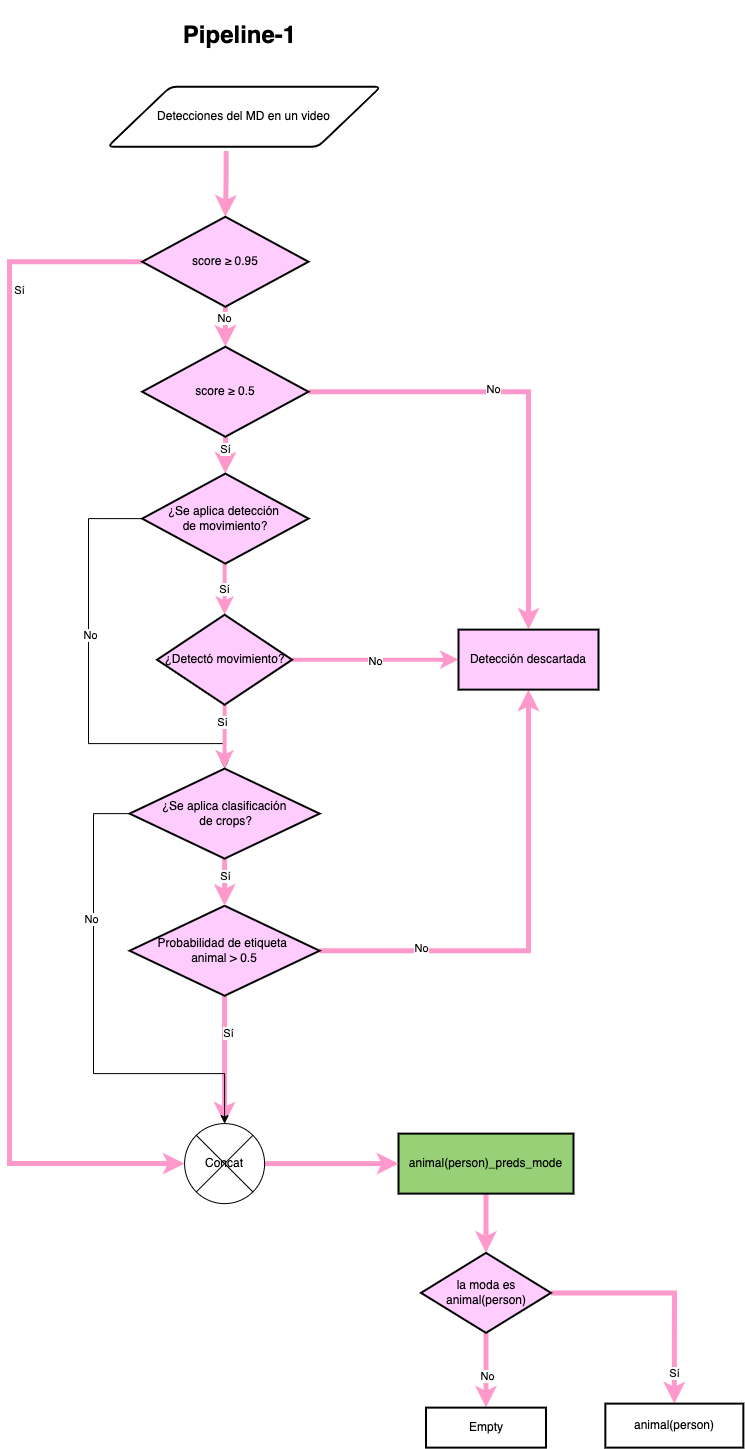 Pipeline-1
Detecciones del MD en un video
score ≥ 0.95
Sí
No
score ≥ 0.5
No
Sí
¿Se aplica detección
de movimiento?
Sí
No
¿Detectó movimiento?
No
Detección descartada
Sí
¿Se aplica clasificación
de crops?
Sí
No
Probabilidad de etiqueta
animal > 0.5
No
Sí
Concat
animal(person)_preds_mode
la moda es
animal(person)
No
Sí
Empty
animal(person)